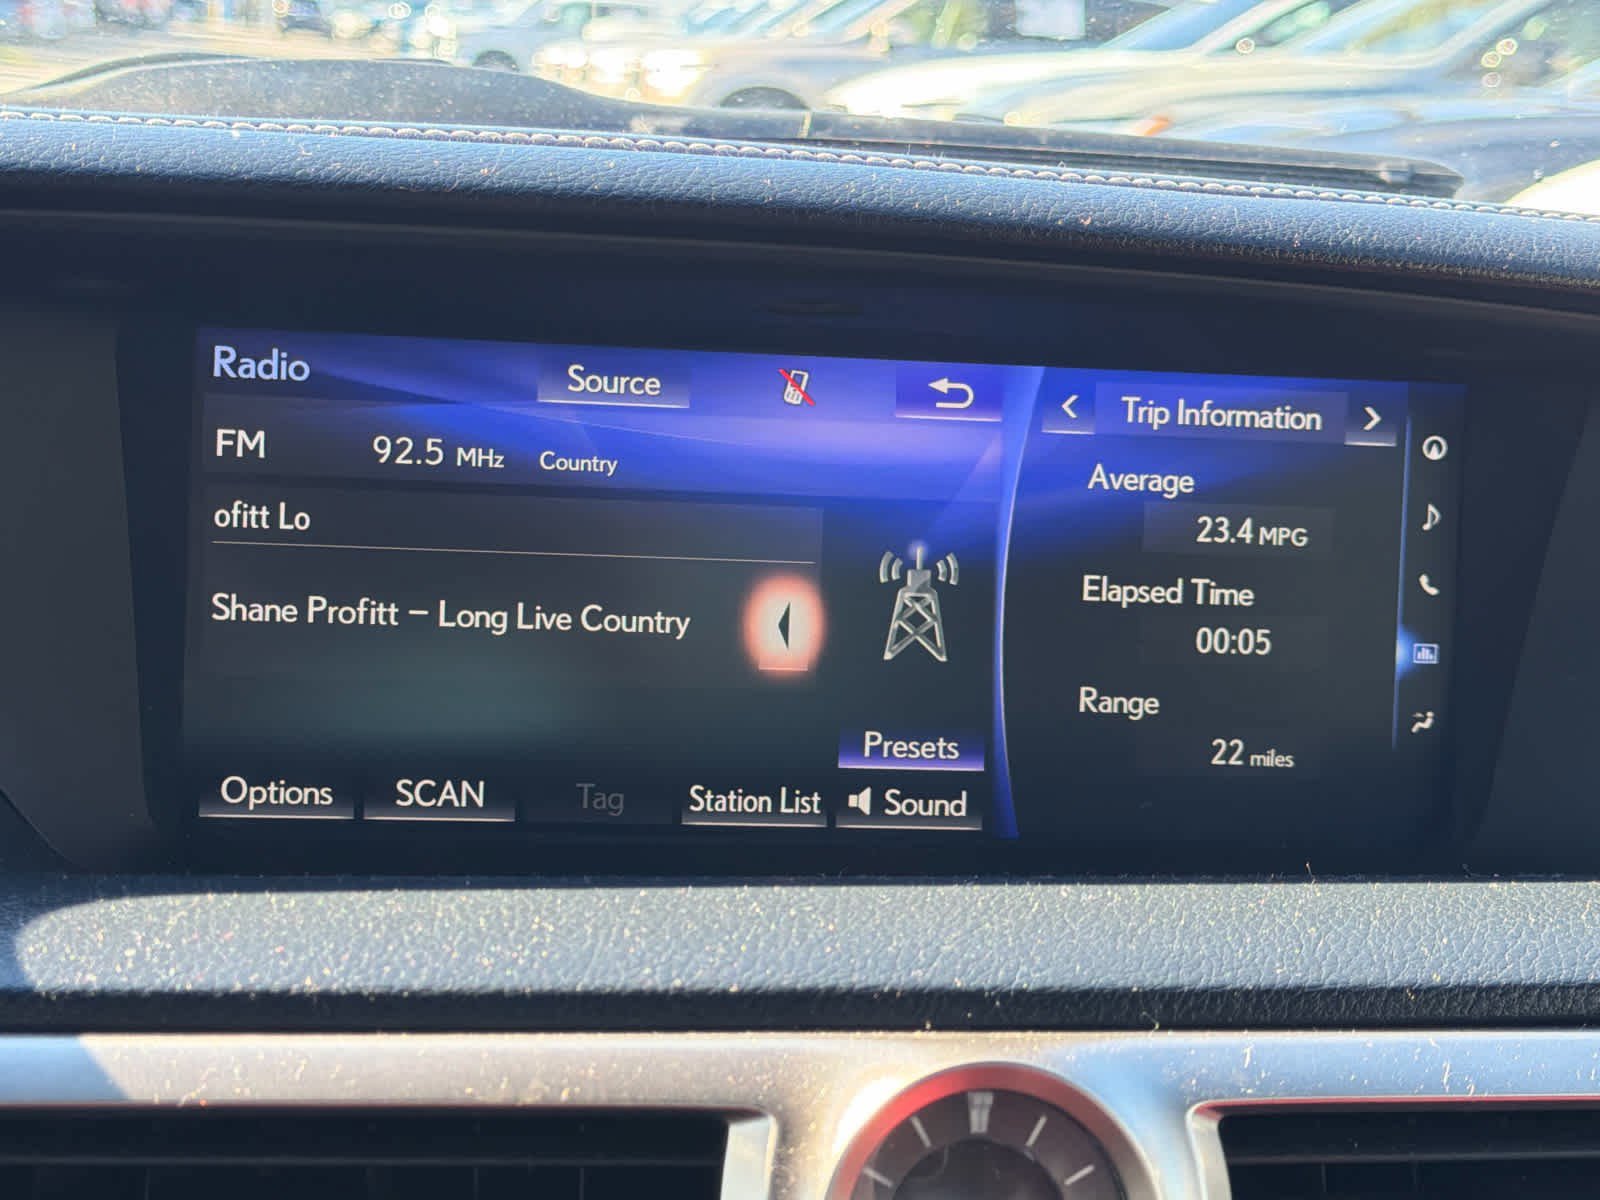 Radio
Source
FM 92.5 MHz Country
ofitt Lo
Shane Profitt – Long Live Country
Presets
Options SCAN Tag Station List Sound
Trip Information
Average
23.4 MPG
Elapsed Time
00:05
Range
22 miles